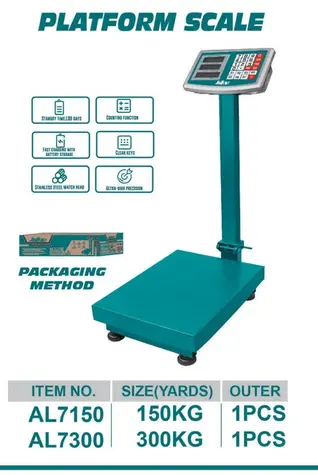 PLATFORM SCALE
STANDBY TIME:180 DAYS
COUNTING FUNCTION
FAST CHARGING WITH
BATTERY STORAGE
CLEAR KEYS
STAINLESS STEEL WATCH HEAD
ULTRA-HIGH PRECISION
PACKAGING
METHOD
ITEM NO. SIZE(YARDS) OUTER
AL7150 150KG 1PCS
AL7300 300KG 1PCS